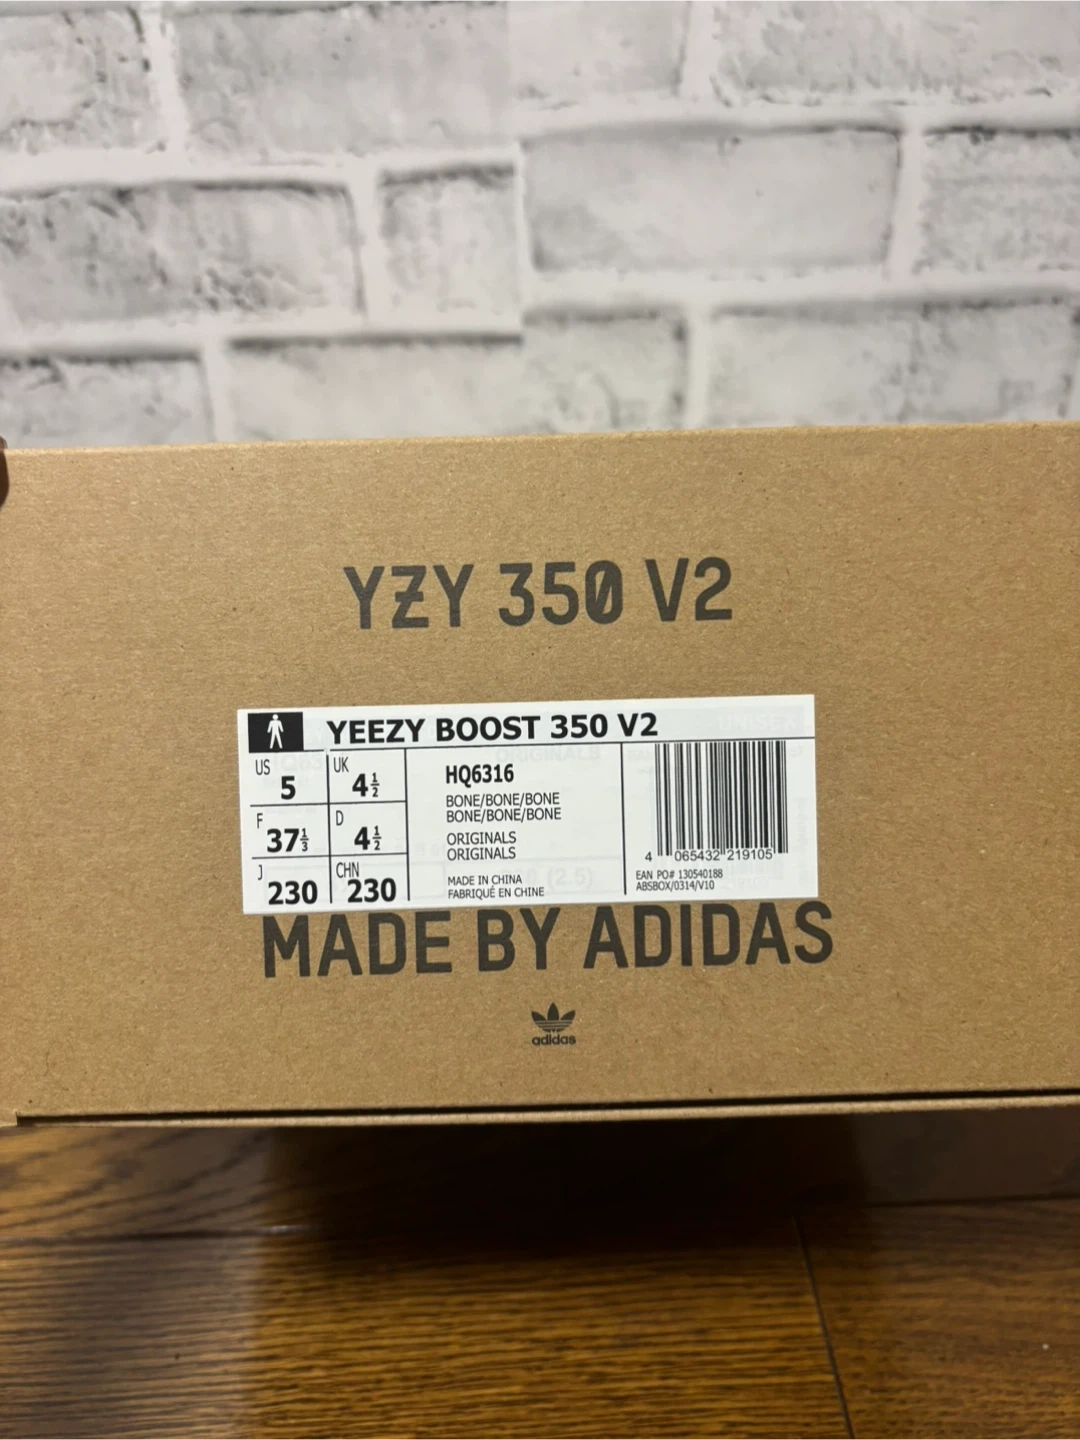 YZY 350 V2
YEEZY BOOST 350 V2
US 5 UK 4½
F 37⅓ D 4½
J 230 CHN 230
HQ6316
BONE/BONE/BONE
BONE/BONE/BONE
ORIGINALS
ORIGINALS
MADE IN CHINA
FABRIQUÉ EN CHINE
4 065432 219105
EAN PO# 130540188
ABSBOX/0314/V10
MADE BY ADIDAS
adidas